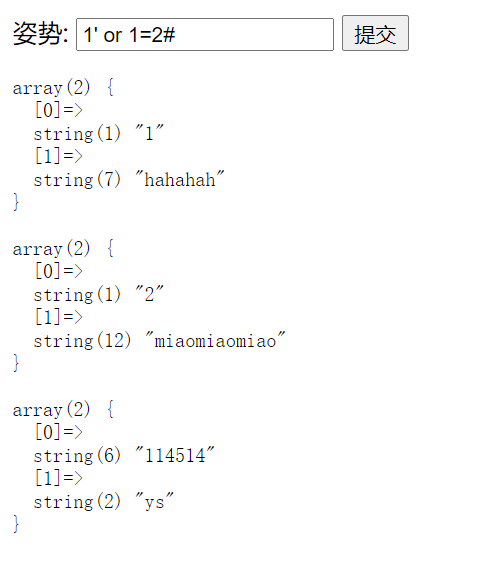 姿势: 1' or 1=2# 提交
array(2) {
  [0]=>
  string(1) "1"
  [1]=>
  string(7) "hahahah"
}
array(2) {
  [0]=>
  string(1) "2"
  [1]=>
  string(12) "miaomiaomiao"
}
array(2) {
  [0]=>
  string(6) "114514"
  [1]=>
  string(2) "ys"
}